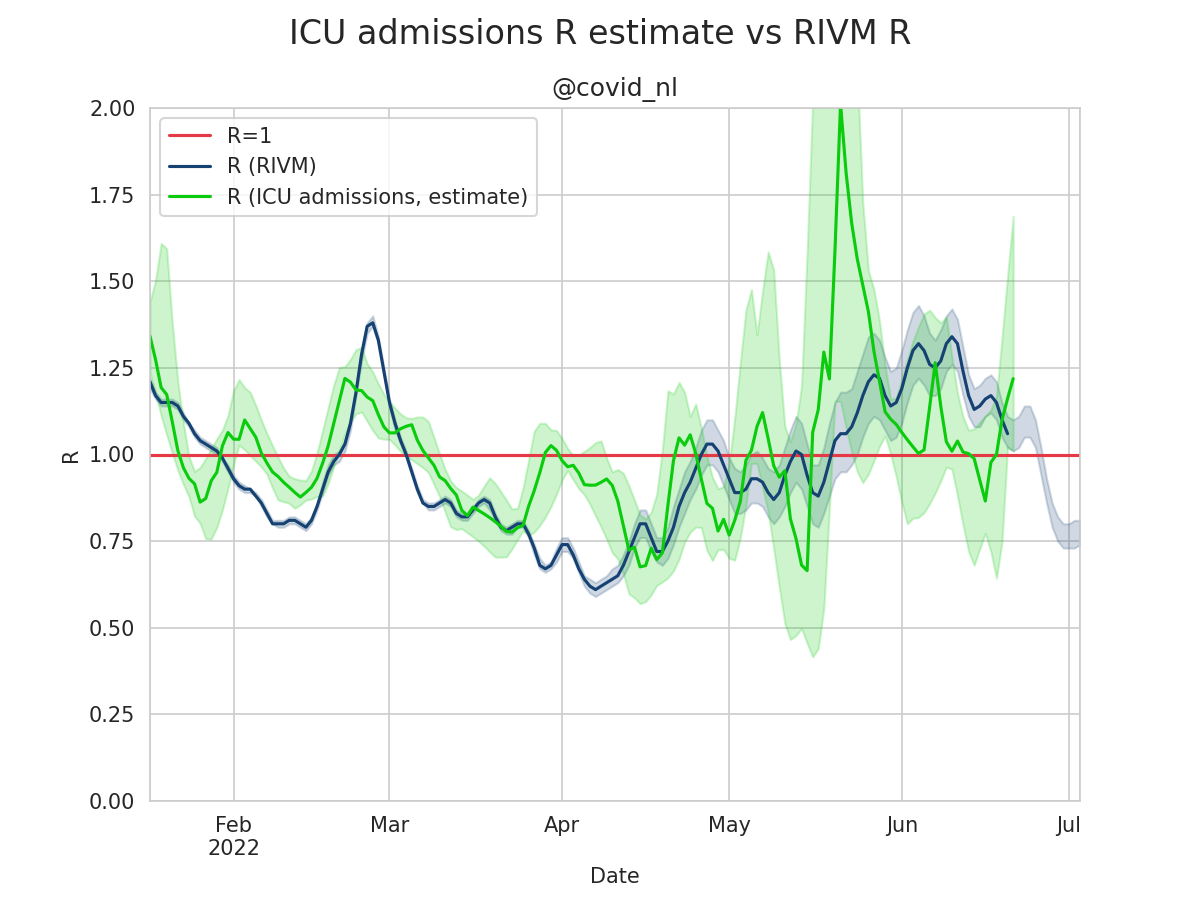 ICU admissions R estimate vs RIVM R
@covid_nl
R=1
R (RIVM)
R (ICU admissions, estimate)
2.00
1.75
1.50
1.25
1.00
0.75
0.50
0.25
0.00
R
Feb Mar Apr May Jun Jul
2022
Date